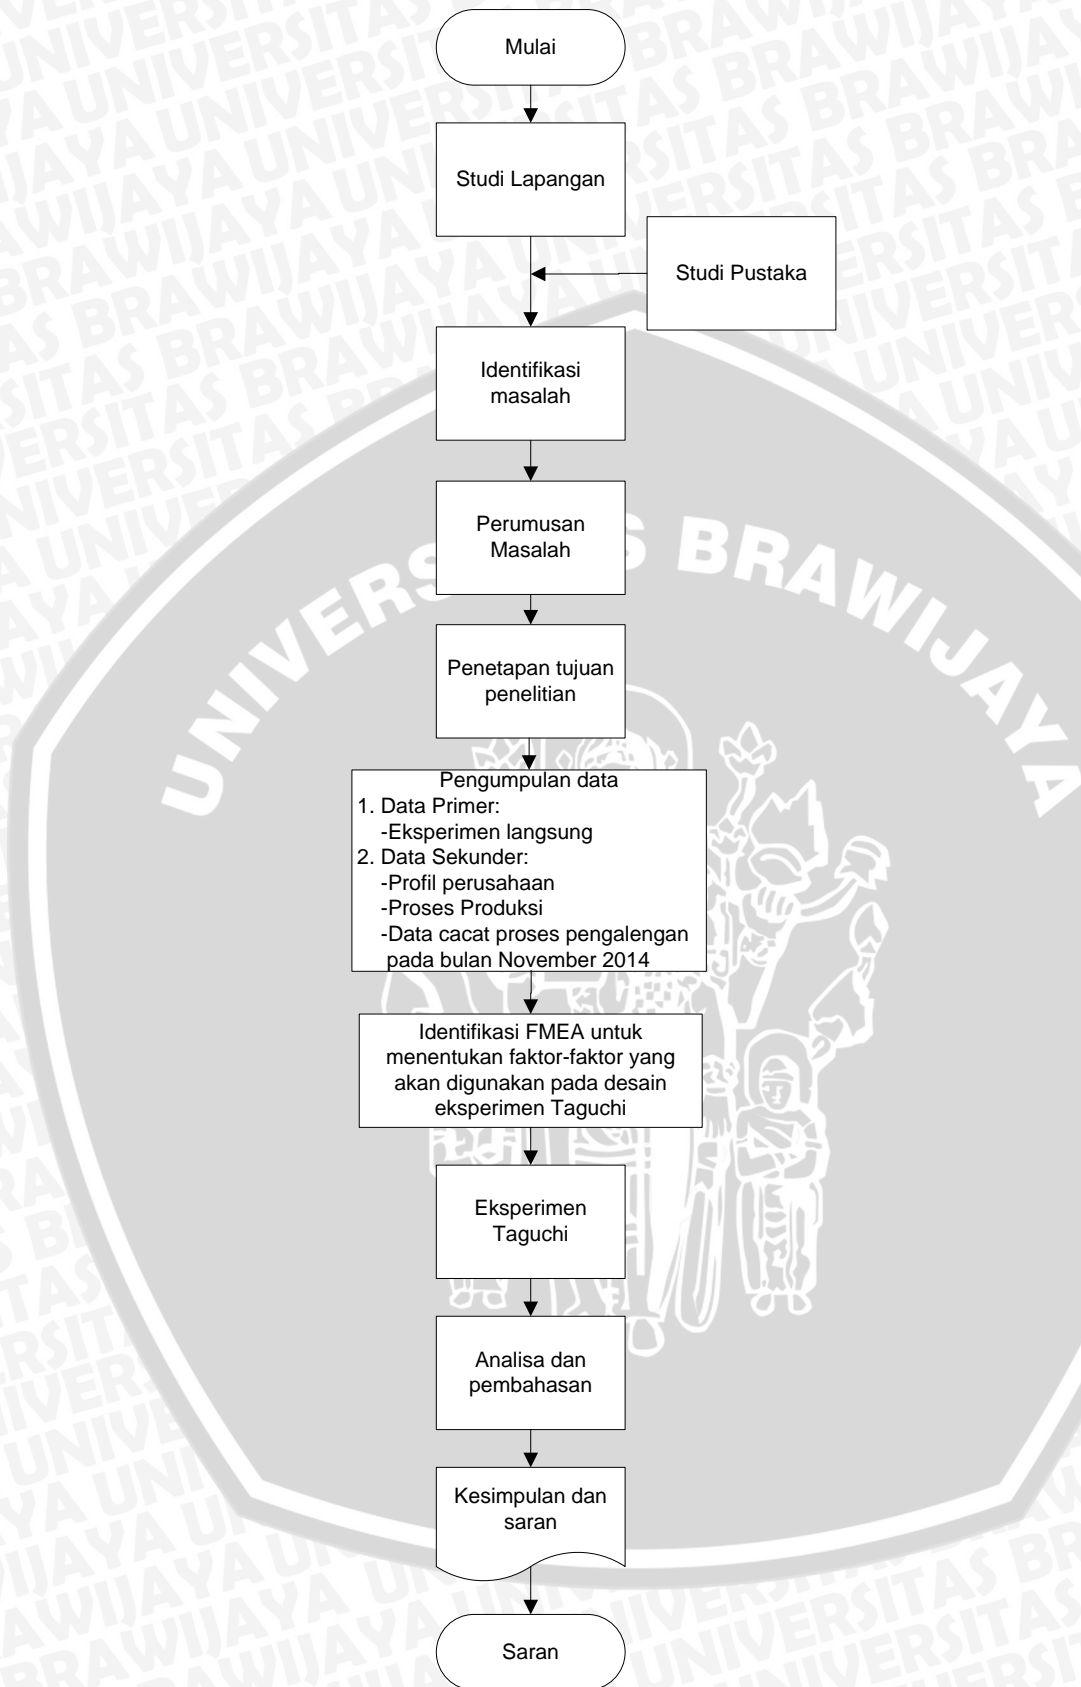 Mulai
Studi Lapangan
Studi Pustaka
Identifikasi
masalah
Perumusan
Masalah
Penetapan tujuan
penelitian
Pengumpulan data
1. Data Primer:
-Eksperimen langsung
2. Data Sekunder:
-Profil perusahaan
-Proses Produksi
-Data cacat proses pengalengan
pada bulan November 2014
Identifikasi FMEA untuk
menentukan faktor-faktor yang
akan digunakan pada desain
eksperimen Taguchi
Eksperimen
Taguchi
Analisa dan
pembahasan
Kesimpulan dan
saran
Saran
UNIVERS S BRAWIJAYA